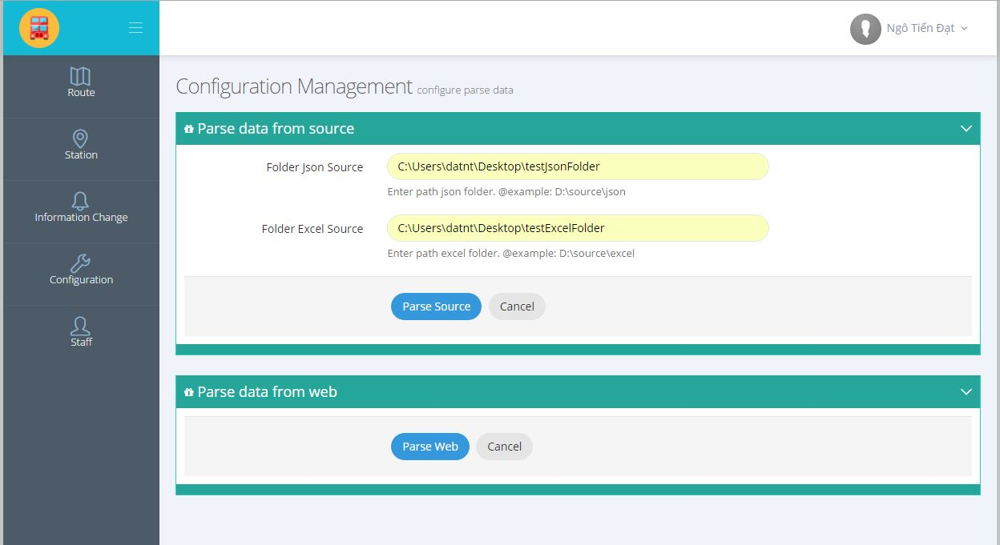 Ngô Tiến Đạt
Route
Station
Information Change
Configuration
Staff
Configuration Management configure parse data
Parse data from source
Folder Json Source C:\Users\datnt\Desktop\testJsonFolder
Enter path json folder. @example: D:\source\json
Folder Excel Source C:\Users\datnt\Desktop\testExcelFolder
Enter path excel folder. @example: D:\source\excel
Parse Source Cancel
Parse data from web
Parse Web Cancel